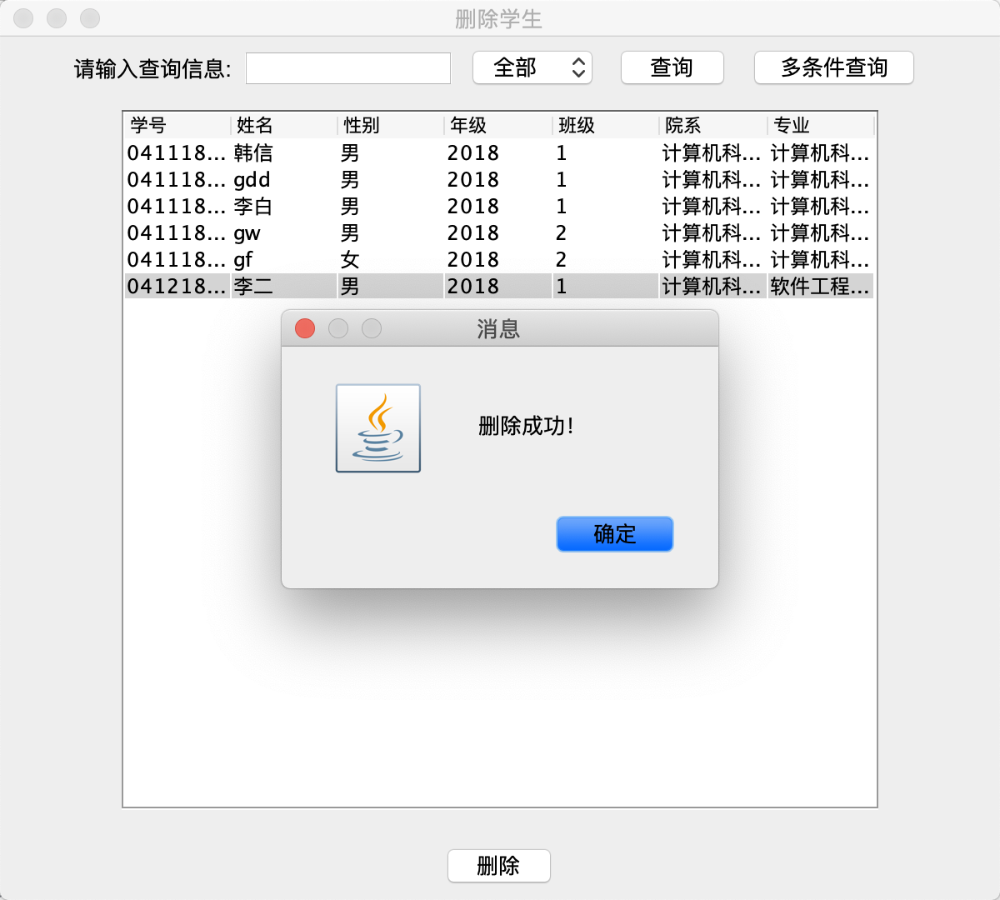 删除学生
请输入查询信息: 全部 查询 多条件查询
学号 姓名 性别 年级 班级 院系 专业
041118... 韩信 男 2018 1 计算机科... 计算机科...
041118... gdd 男 2018 1 计算机科... 计算机科...
041118... 李白 男 2018 1 计算机科... 计算机科...
041118... gw 男 2018 2 计算机科... 计算机科...
041118... gf 女 2018 2 计算机科... 计算机科...
041218... 李二 男 2018 1 计算机科... 软件工程...
消息
删除成功!
确定
删除